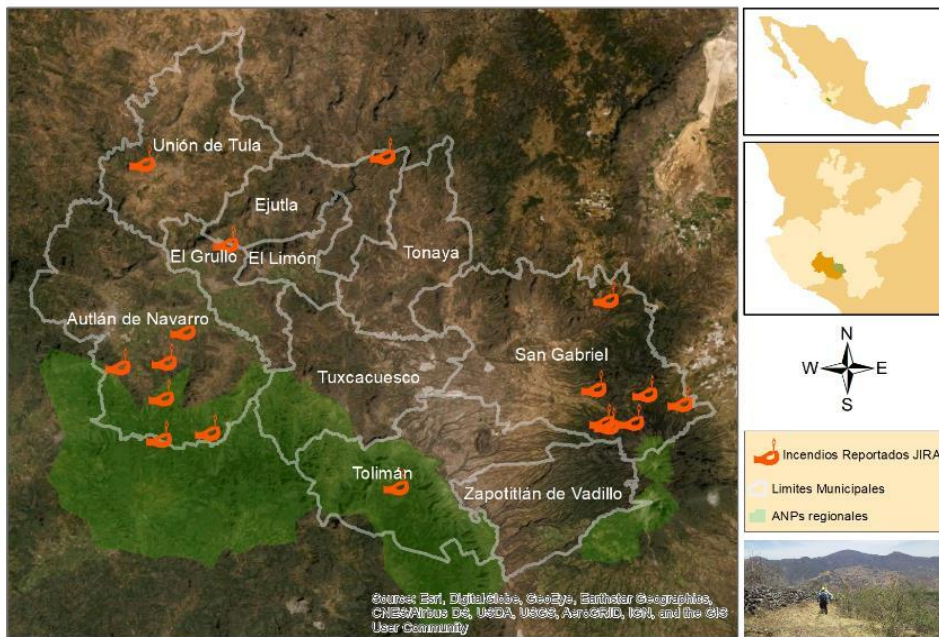 Unión de Tula
Ejutla
El Grullo
El Limón
Tonaya
Autlán de Navarro
San Gabriel
Tuxcacuesco
Tolimán
Zapotitlán de Vadillo
Source: Esri, DigitalGlobe, GeoEye, Earthstar Geographics,
CNES/Airbus DS, USDA, USGS, AeroGRID, IGN, and the GIS
User Community
N
W
E
S
Incendios Reportados JIRA
Limites Municipales
ANPs regionales